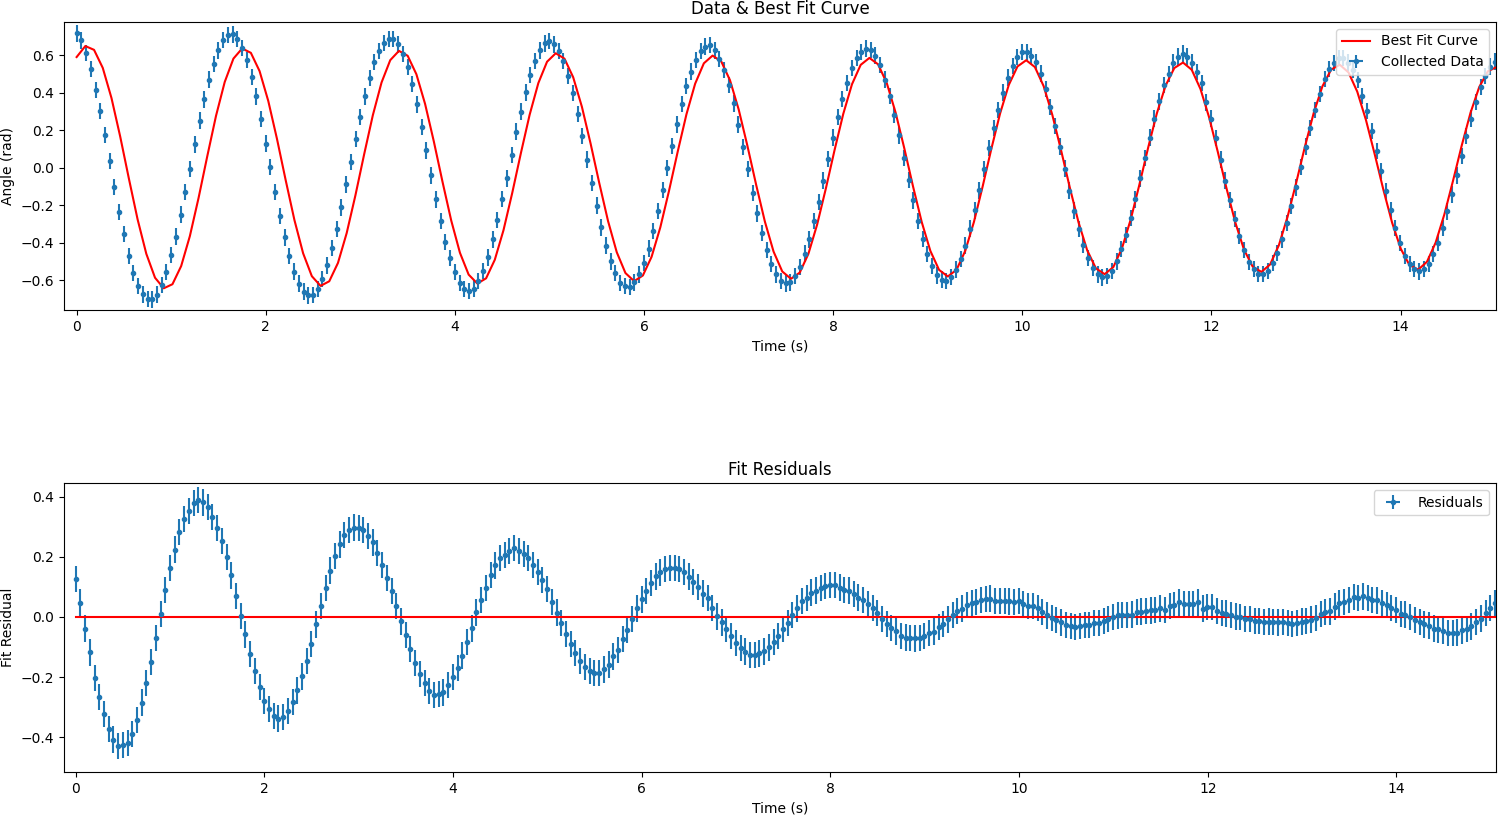 Data & Best Fit Curve
Angle (rad)
0.6
0.4
0.2
0.0
−0.2
−0.4
−0.6
Best Fit Curve
Collected Data
0 2 4 6 8 10 12 14
Time (s)
Fit Residuals
Fit Residual
0.4
0.2
0.0
−0.2
−0.4
Residuals
0 2 4 6 8 10 12 14
Time (s)